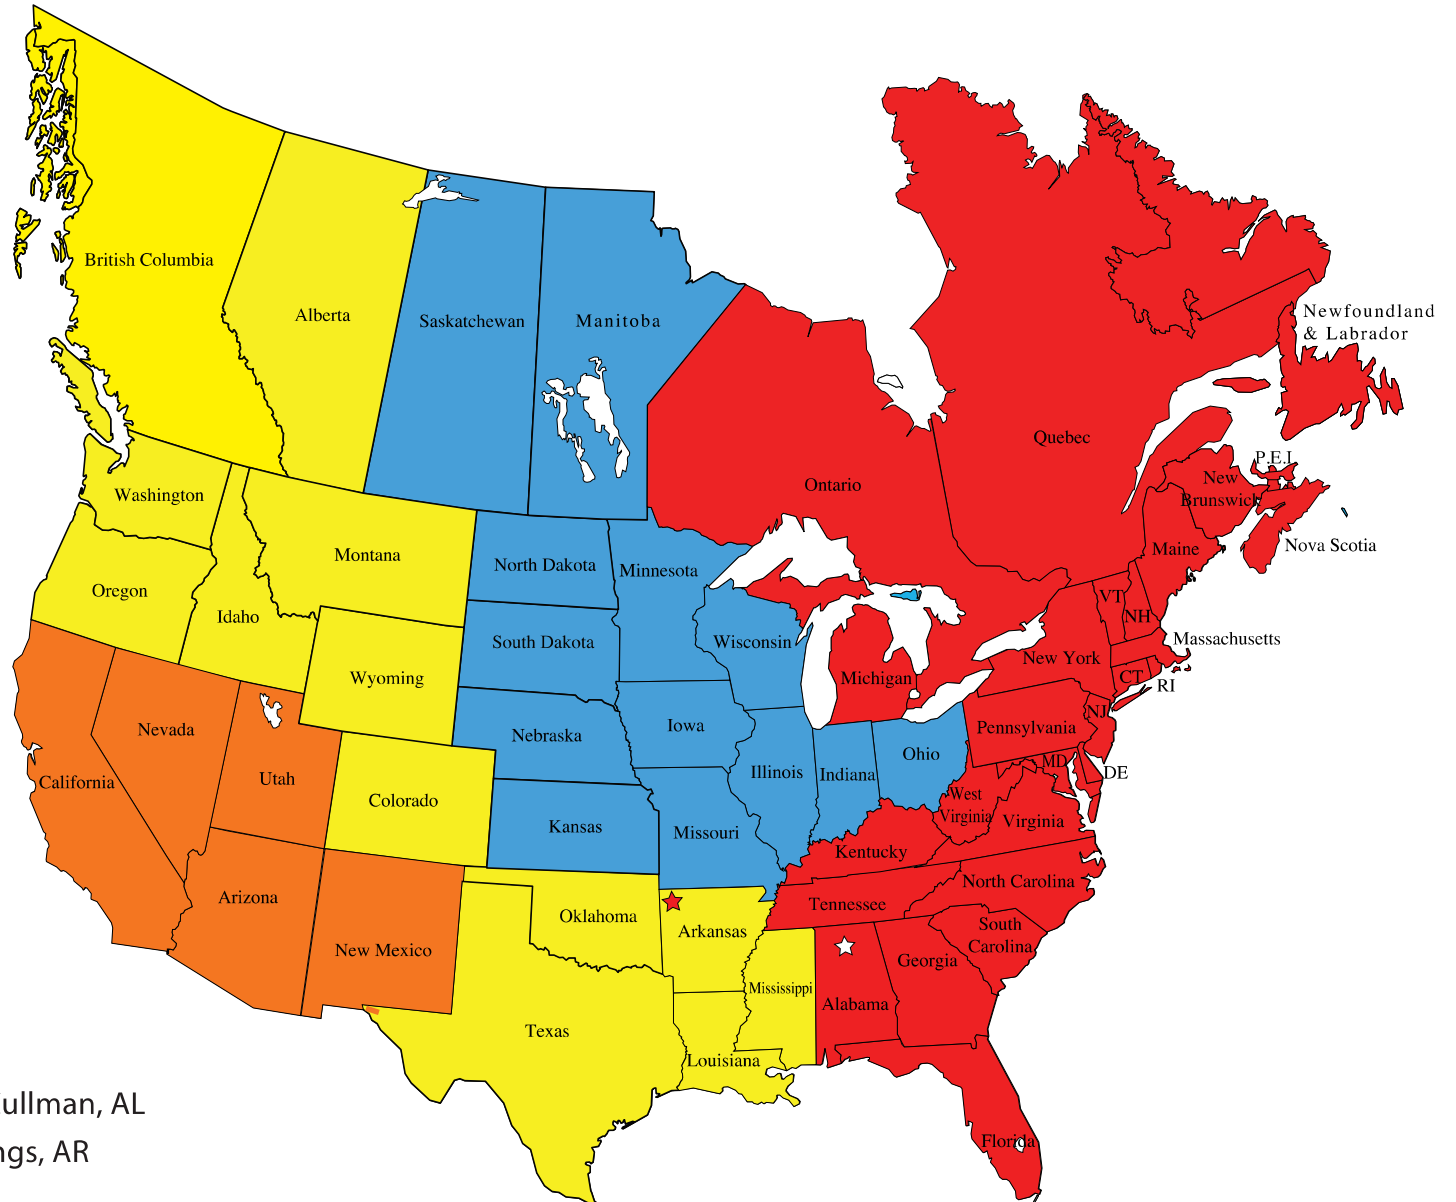 Newfoundland
& Labrador
British Columbia
Alberta
Saskatchewan
Manitoba
Quebec
Ontario
P.E.I.
New
Brunswick
Nova Scotia
Maine
Washington
Montana
North Dakota
Minnesota
Oregon
Idaho
VT
NH
Massachusetts
South Dakota
Wisconsin
New York
Michigan
CT
RI
Wyoming
Nevada
Nebraska
Iowa
Pennsylvania
NJ
California
Utah
Colorado
Illinois
Indiana
Ohio
MD
DE
West
Virginia
Virginia
Kansas
Missouri
Kentucky
Arizona
Oklahoma
Arkansas
Tennessee
North Carolina
South
Carolina
New Mexico
Georgia
Mississippi
Alabama
Texas
Louisiana
ullman, AL
Florida
ngs, AR